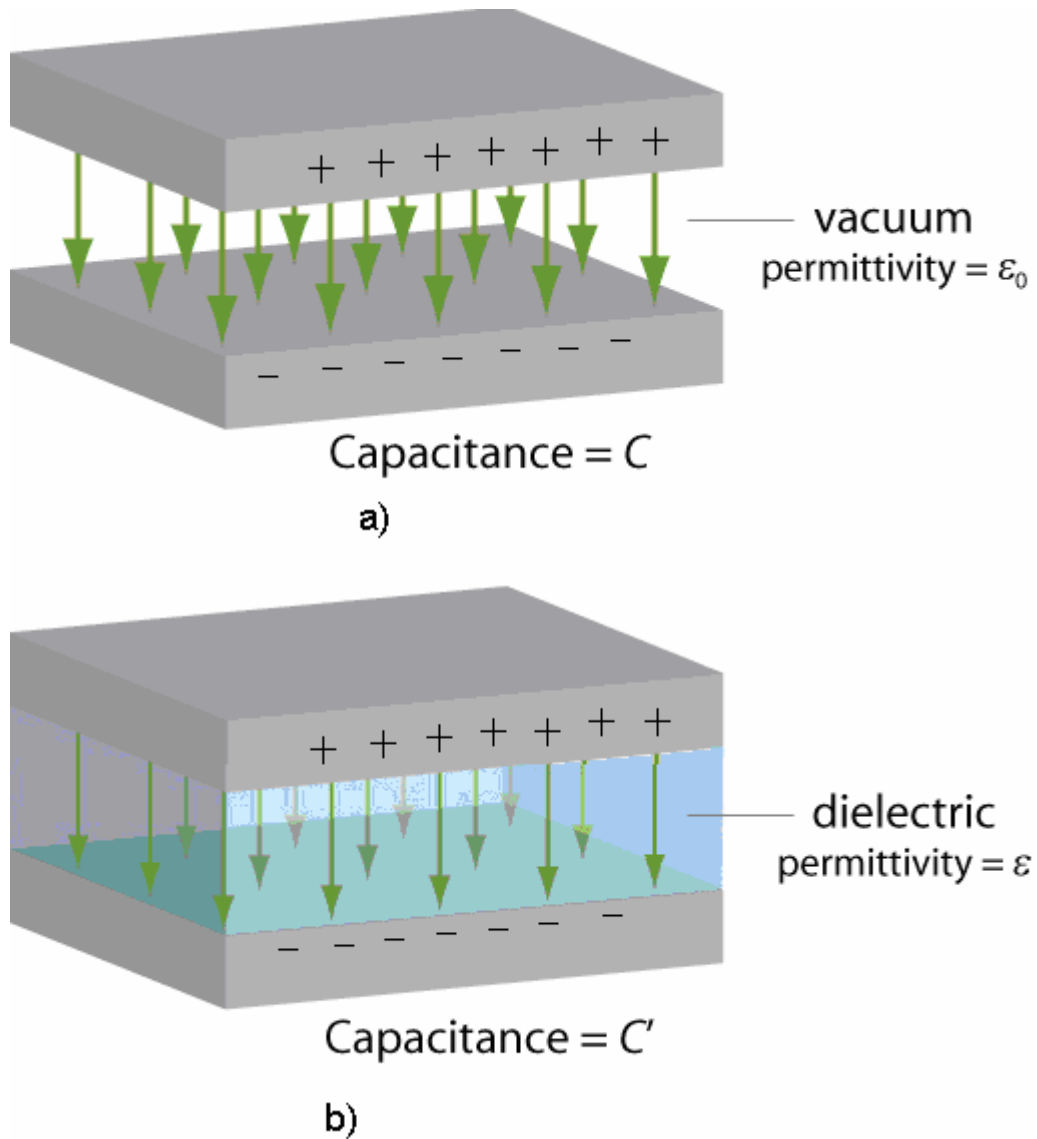 + + + + + + +
vacuum
permittivity = ε₀
− − − − − − −
Capacitance = C
a)
+ + + + + + +
dielectric
permittivity = ε
− − − − − − −
Capacitance = C′
b)